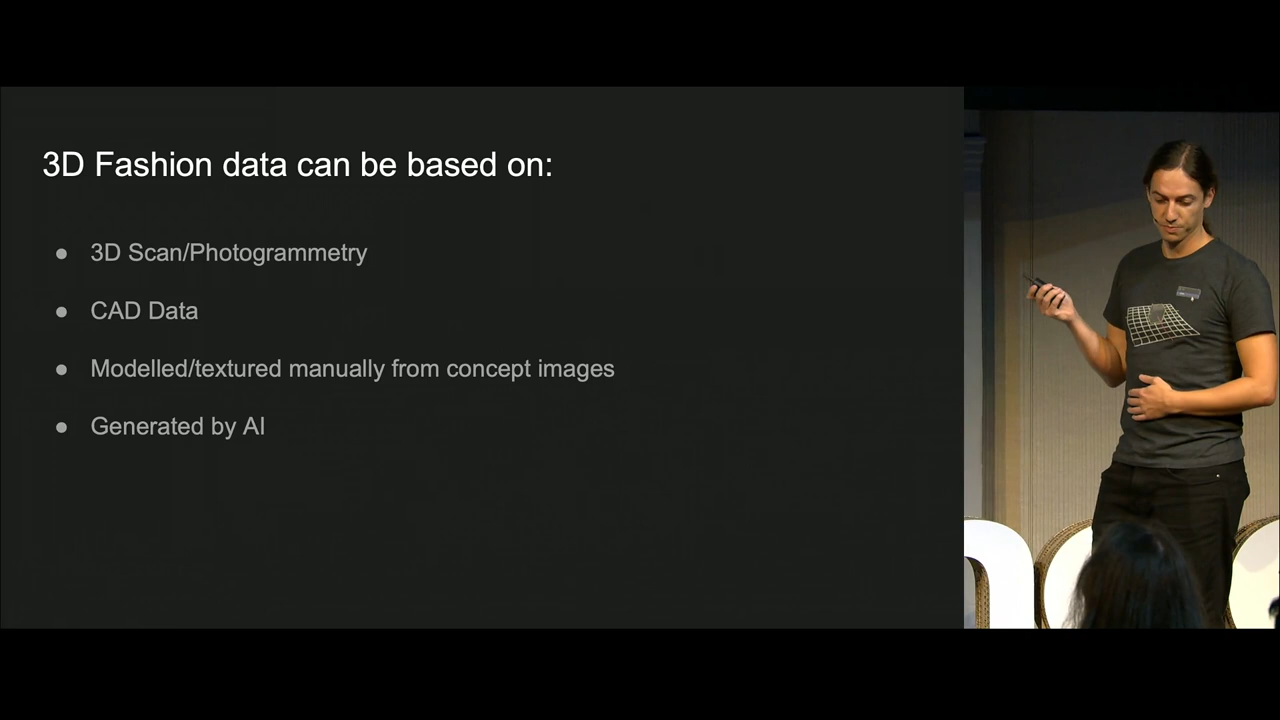 3D Fashion data can be based on:
● 3D Scan/Photogrammetry
● CAD Data
● Modelled/textured manually from concept images
● Generated by AI